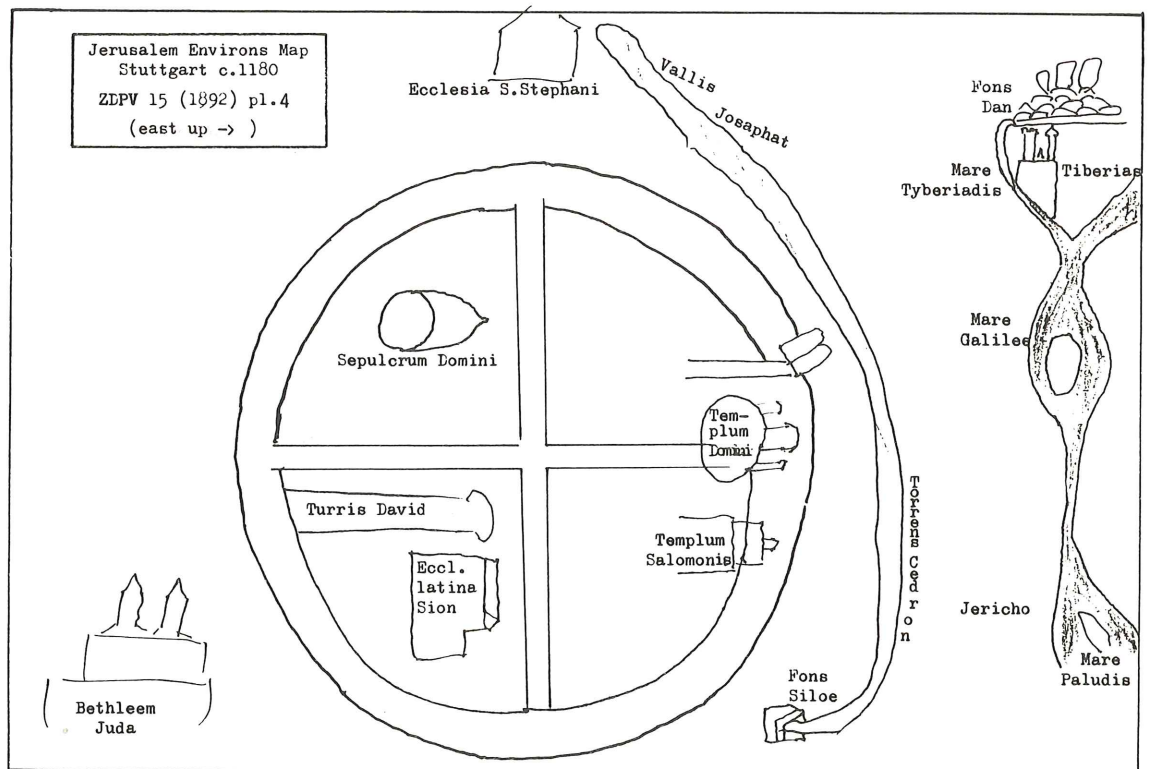 Jerusalem Environs Map
Stuttgart c.1180
ZDPV 15 (1892) pl.4
(east up -> )
Ecclesia S.Stephani
Vallis
Josaphat
Fons
Dan
Mare
Tyberiadis
Tiberias
Mare
Galilee
Sepulcrum Domini
Tem-
plum
Domini
Turris David
Templum
Salomonis
Eccl.
latina
Sion
Torrens Cedron
Jericho
Mare
Paludis
Fons
Siloe
Bethleem
Juda